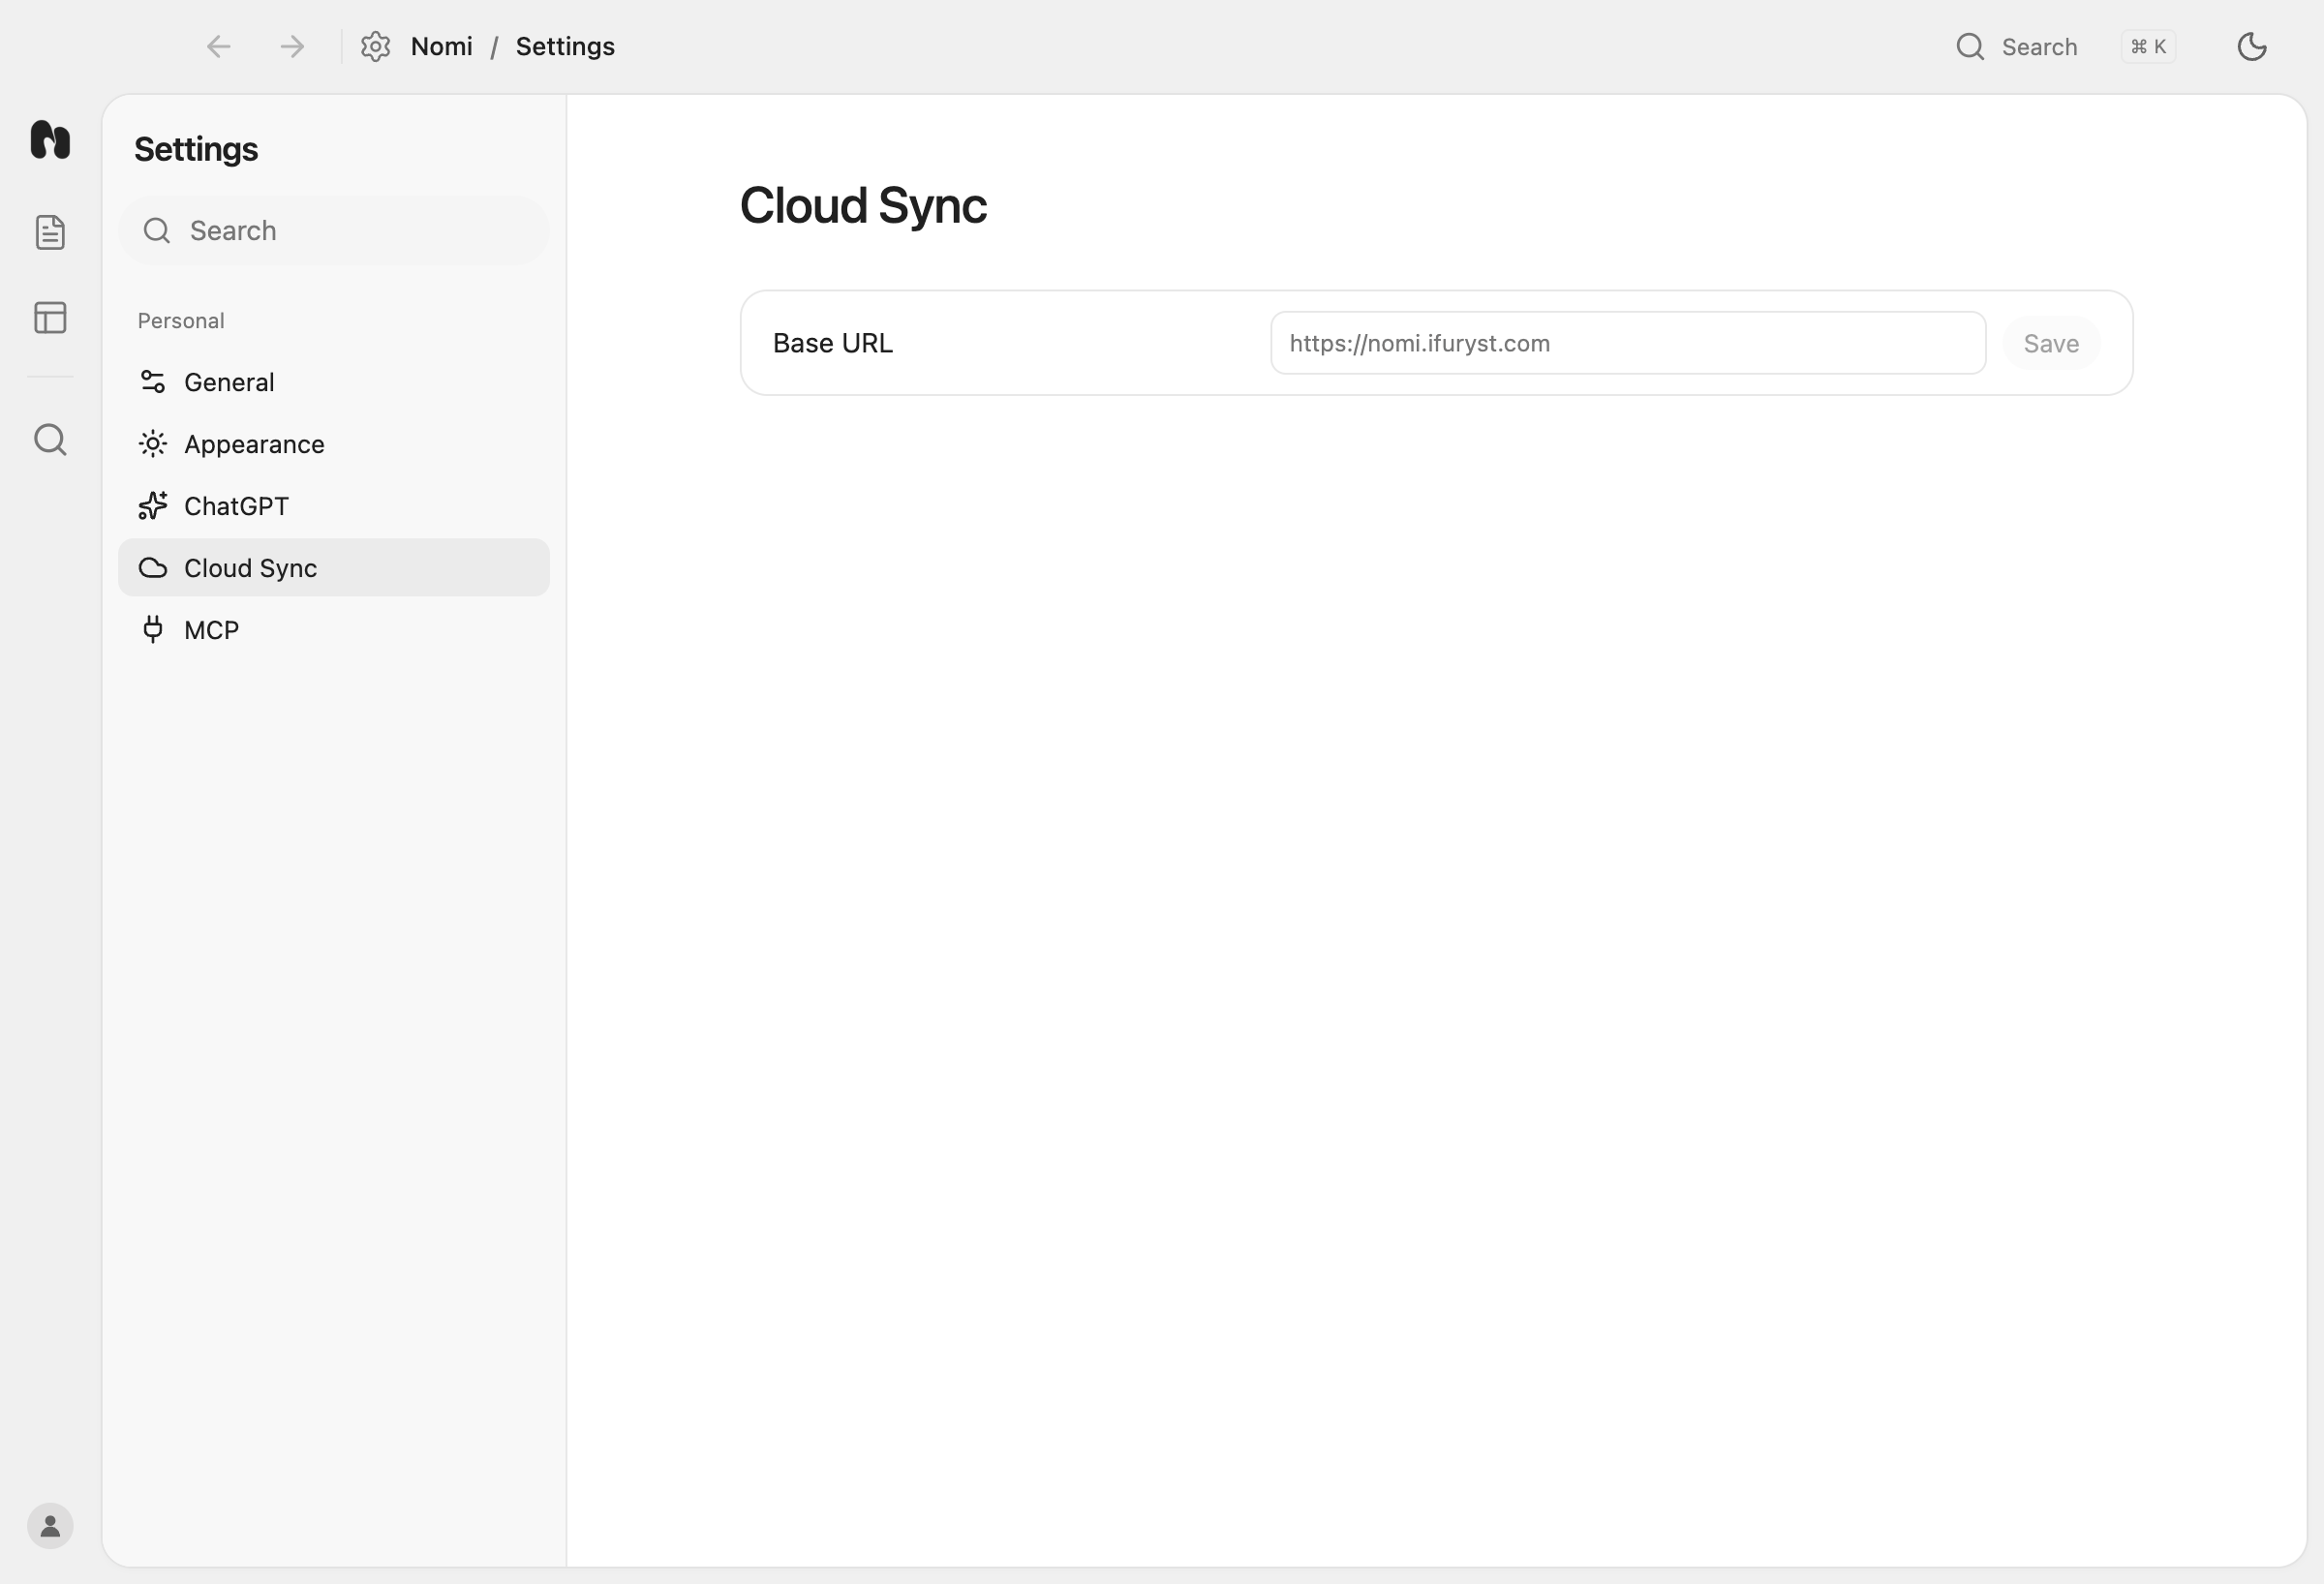 Nomi / Settings
Search ⌘ K
Settings
Search
Personal
General
Appearance
ChatGPT
Cloud Sync
MCP
Cloud Sync
Base URL https://nomi.ifuryst.com Save